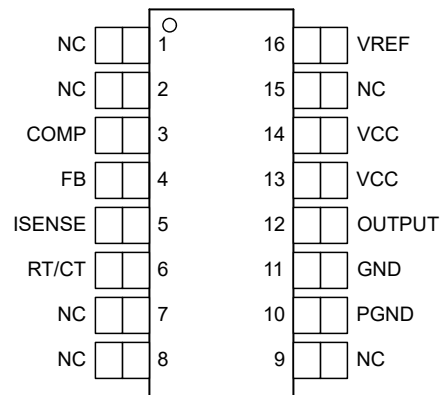 NC 1 16 VREF
NC 2 15 NC
COMP 3 14 VCC
FB 4 13 VCC
ISENSE 5 12 OUTPUT
RT/CT 6 11 GND
NC 7 10 PGND
NC 8 9 NC